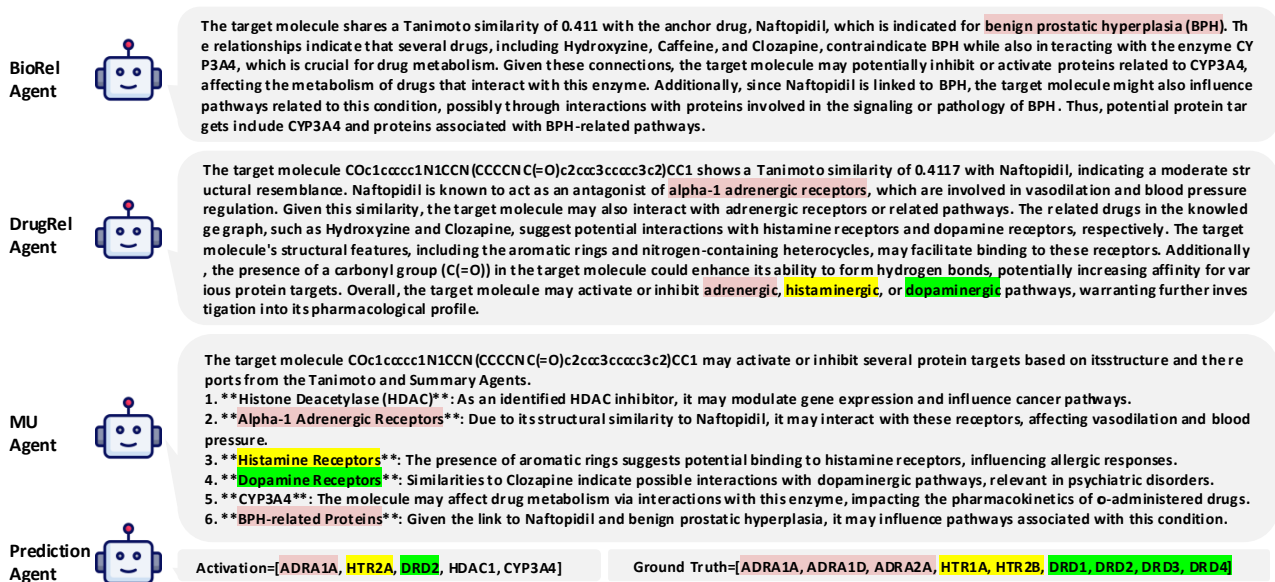 BioRel
Agent
The target molecule shares a Tanimoto similarity of 0.411 with the anchor drug, Naftopidil, which is indicated for benign prostatic hyperplasia (BPH). Th
e relationships indicate that several drugs, including Hydroxyzine, Caffeine, and Clozapine, contraindicate BPH while also interacting with the enzyme CY
P3A4, which is crucial for drug metabolism. Given these connections, the target molecule may potentially inhibit or activate proteins related to CYP3A4,
affecting the metabolism of drugs that interact with this enzyme. Additionally, since Naftopidil is linked to BPH, the target molecule might also influence
pathways related to this condition, possibly through interactions with proteins involved in the signaling or pathology of BPH. Thus, potential protein tar
gets include CYP3A4 and proteins associated with BPH-related pathways.
DrugRel
Agent
The target molecule COc1ccccc1N1CCN(CCCCNC(=O)c2ccc3ccccc3c2)CC1 shows a Tanimoto similarity of 0.4117 with Naftopidil, indicating a moderate str
uctural resemblance. Naftopidil is known to act as an antagonist of alpha-1 adrenergic receptors, which are involved in vasodilation and blood pressure
regulation. Given this similarity, the target molecule may also interact with adrenergic receptors or related pathways. The related drugs in the knowled
ge graph, such as Hydroxyzine and Clozapine, suggest potential interactions with histamine receptors and dopamine receptors, respectively. The target
molecule's structural features, including the aromatic rings and nitrogen-containing heterocycles, may facilitate binding to these receptors. Additionally
, the presence of a carbonyl group (C(=O)) in the target molecule could enhance its ability to form hydrogen bonds, potentially increasing affinity for var
ious protein targets. Overall, the target molecule may activate or inhibit adrenergic, histaminergic, or dopaminergic pathways, warranting further inves
tigation into its pharmacological profile.
MU
Agent
The target molecule COc1ccccc1N1CCN(CCCCNC(=O)c2ccc3ccccc3c2)CC1 may activate or inhibit several protein targets based on its structure and the re
ports from the Tanimoto and Summary Agents.
1. **Histone Deacetylase (HDAC)**: As an identified HDAC inhibitor, it may modulate gene expression and influence cancer pathways.
2. **Alpha-1 Adrenergic Receptors**: Due to its structural similarity to Naftopidil, it may interact with these receptors, affecting vasodilation and blood
pressure.
3. **Histamine Receptors**: The presence of aromatic rings suggests potential binding to histamine receptors, influencing allergic responses.
4. **Dopamine Receptors**: Similarities to Clozapine indicate possible interactions with dopaminergic pathways, relevant in psychiatric disorders.
5. **CYP3A4**: The molecule may affect drug metabolism via interactions with this enzyme, impacting the pharmacokinetics of co-administered drugs.
6. **BPH-related Proteins**: Given the link to Naftopidil and benign prostatic hyperplasia, it may influence pathways associated with this condition.
Prediction
Agent
Activation=[ADRA1A, HTR2A, DRD2, HDAC1, CYP3A4]
Ground Truth=[ADRA1A, ADRA1D, ADRA2A, HTR1A, HTR2B, DRD1, DRD2, DRD3, DRD4]